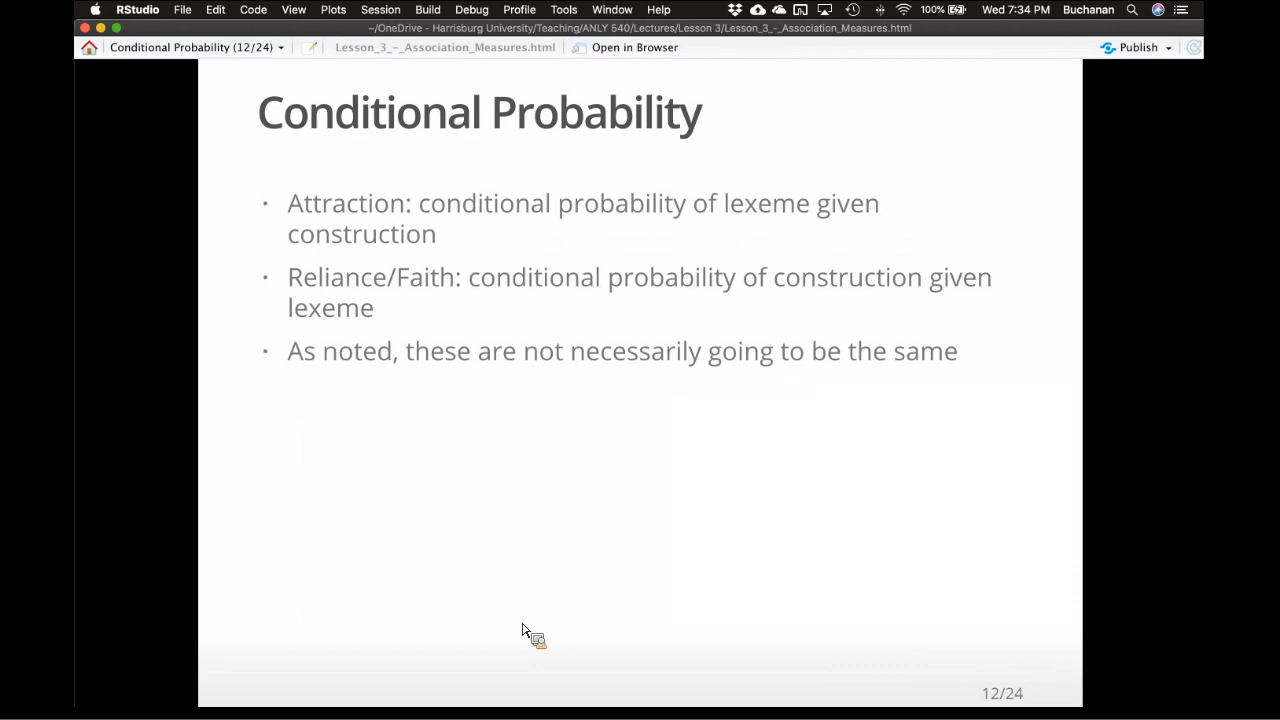 RStudio File Edit Code View Plots Session Build Debug Profile Tools Window Help 100% Wed 7:34 PM Buchanan
~/OneDrive - Harrisburg University/Teaching/ANLY 540/Lectures/Lesson 3/Lesson_3_-_Association_Measures.html
Conditional Probability (12/24) Lesson_3_-_Association_Measures.html Open in Browser Publish
Conditional Probability
· Attraction: conditional probability of lexeme given
construction
· Reliance/Faith: conditional probability of construction given
lexeme
· As noted, these are not necessarily going to be the same
12/24